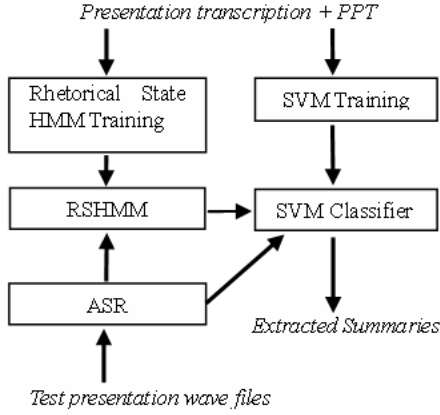 Presentation transcription + PPT
Rhetorical State
HMM Training
SVM Training
RSHMM
SVM Classifier
ASR
Extracted Summaries
Test presentation wave files